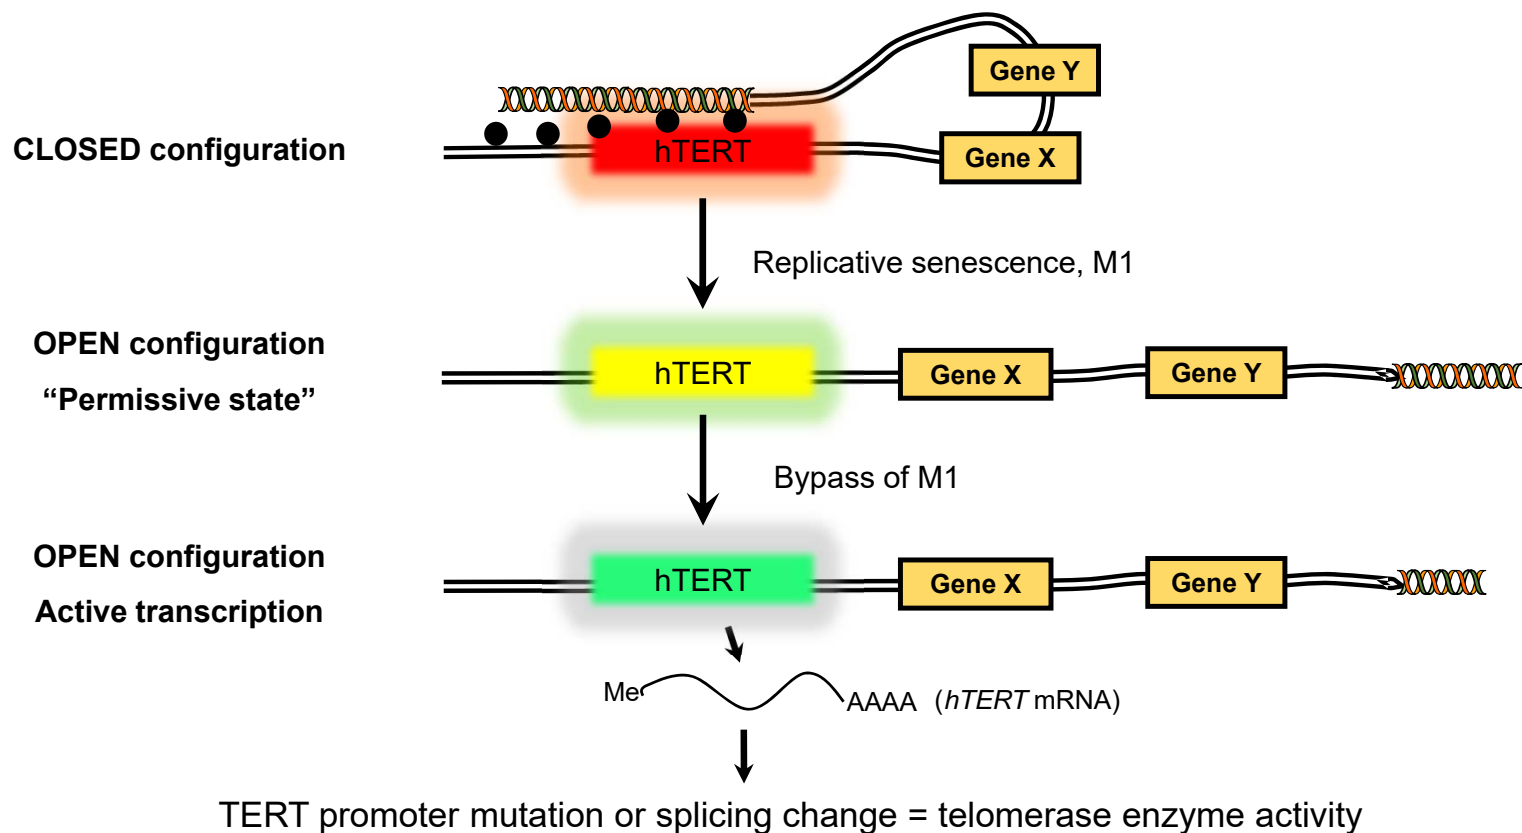 Gene Y
CLOSED configuration
hTERT
Gene X
Replicative senescence, M1
OPEN configuration
“Permissive state”
hTERT
Gene X
Gene Y
Bypass of M1
OPEN configuration
Active transcription
hTERT
Gene X
Gene Y
Me
AAAA (hTERT mRNA)
TERT promoter mutation or splicing change = telomerase enzyme activity